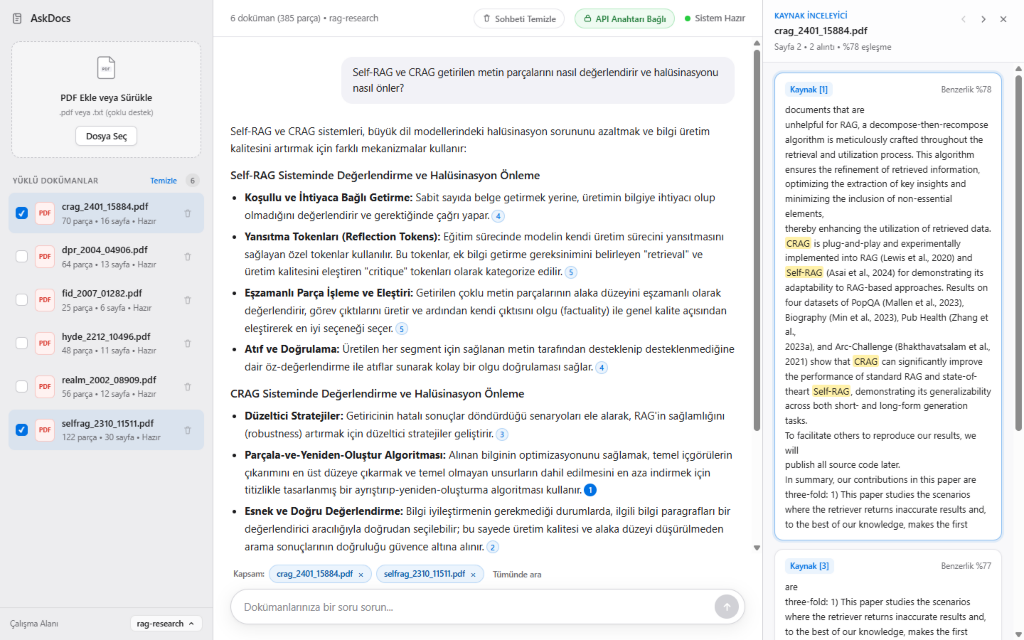 AskDocs
PDF
PDF Ekle veya Sürükle
.pdf veya .txt (çoklu destek)
Dosya Seç
YÜKLÜ DOKÜMANLAR Temizle 6
PDF crag_2401_15884.pdf
70 parça • 16 sayfa • Hazır
PDF dpr_2004_04906.pdf
64 parça • 13 sayfa • Hazır
PDF fid_2007_01282.pdf
25 parça • 6 sayfa • Hazır
PDF hyde_2212_10496.pdf
48 parça • 11 sayfa • Hazır
PDF realm_2002_08909.pdf
56 parça • 12 sayfa • Hazır
PDF selfrag_2310_11511.pdf
122 parça • 30 sayfa • Hazır
Çalışma Alanı rag-research
6 doküman (385 parça) • rag-research Sohbeti Temizle API Anahtarı Bağlı Sistem Hazır
Self-RAG ve CRAG getirilen metin parçalarını nasıl değerlendirir ve halüsinasyonu
nasıl önler?
Self-RAG ve CRAG sistemleri, büyük dil modellerindeki halüsinasyon sorununu azaltmak ve bilgi üretim
kalitesini artırmak için farklı mekanizmalar kullanır:
Self-RAG Sisteminde Değerlendirme ve Halüsinasyon Önleme
• Koşullu ve İhtiyaca Bağlı Getirme: Sabit sayıda belge getirmek yerine, üretimin bilgiye ihtiyacı olup
olmadığını değerlendirir ve gerektiğinde çağrı yapar. 4
• Yansıtma Tokenları (Reflection Tokens): Eğitim sürecinde modelin kendi üretim sürecini yansıtmasını
sağlayan özel tokenlar kullanılır. Bu tokenlar, ek bilgi getirme gereksinimini belirleyen "retrieval" ve
üretim kalitesini eleştiren "critique" tokenları olarak kategorize edilir. 5
• Eşzamanlı Parça İşleme ve Eleştiri: Getirilen çoklu metin parçalarının alaka düzeyini eşzamanlı olarak
değerlendirir, görev çıktılarını üretir ve ardından kendi çıktısını olgu (factuality) ile genel kalite açısından
eleştirerek en iyi seçeneği seçer. 5
• Atıf ve Doğrulama: Üretilen her segment için sağlanan metin tarafından desteklenip desteklenmediğine
dair öz-değerlendirme ile atıflar sunarak kolay bir olgu doğrulaması sağlar. 4
CRAG Sisteminde Değerlendirme ve Halüsinasyon Önleme
• Düzeltici Stratejiler: Getiricinin hatalı sonuçlar döndürdüğü senaryoları ele alarak, RAG'in sağlamlığını
(robustness) artırmak için düzeltici stratejiler geliştirir. 3
• Parçala-ve-Yeniden-Oluştur Algoritması: Alınan bilginin optimizasyonunu sağlamak, temel içgörülerin
çıkarımını en üst düzeye çıkarmak ve temel olmayan unsurların dahil edilmesini en aza indirmek için
titizlikle tasarlanmış bir ayrıştırıp-yeniden-oluşturma algoritması kullanır. 1
• Esnek ve Doğru Değerlendirme: Bilgi iyileştirmenin gerekmediği durumlarda, ilgili bilgi paragrafları bir
değerlendirici aracılığıyla doğrudan seçilebilir; bu sayede üretim kalitesi ve alaka düzeyi düşürülmeden
arama sonuçlarının doğruluğu güvence altına alınır. 2
Kapsam: crag_2401_15884.pdf × selfrag_2310_11511.pdf × Tümünde ara
Dokümanlarınıza bir soru sorun...
KAYNAK İNCELEYİCİ
crag_2401_15884.pdf
Sayfa 2 • 2 alıntı • %78 eşleşme
Kaynak [1] Benzerlik %78
documents that are
unhelpful for RAG, a decompose-then-recompose
algorithm is meticulously crafted throughout the
retrieval and utilization process. This algorithm
ensures the refinement of retrieved information,
optimizing the extraction of key insights and
minimizing the inclusion of non-essential
elements,
thereby enhancing the utilization of retrieved data.
CRAG is plug-and-play and experimentally
implemented into RAG (Lewis et al., 2020) and
Self-RAG (Asai et al., 2024) for demonstrating its
adaptability to RAG-based approaches. Results on
four datasets of PopQA (Mallen et al., 2023),
Biography (Min et al., 2023), Pub Health (Zhang et
al.,
2023a), and Arc-Challenge (Bhakthavatsalam et al.,
2021) show that CRAG can significantly improve
the performance of standard RAG and state-of-
theart Self-RAG, demonstrating its generalizability
across both short- and long-form generation
tasks.
To facilitate others to reproduce our results, we
will
publish all source code later.
In summary, our contributions in this paper are
three-fold: 1) This paper studies the scenarios
where the retriever returns inaccurate results and,
to the best of our knowledge, makes the first
Kaynak [3] Benzerlik %77
are
three-fold: 1) This paper studies the scenarios
where the retriever returns inaccurate results and,
to the best of our knowledge, makes the first